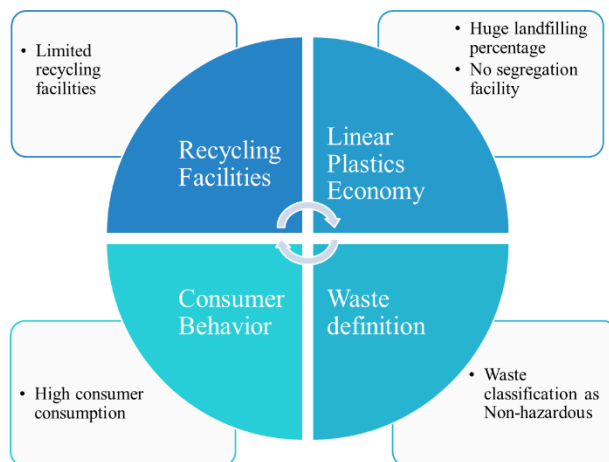 • Limited
recycling
facilities
• Huge landfilling
percentage
• No segregation
facility
Recycling
Facilities
Linear
Plastics
Economy
Consumer
Behavior
Waste
definition
• High consumer
consumption
• Waste
classification as
Non-hazardous